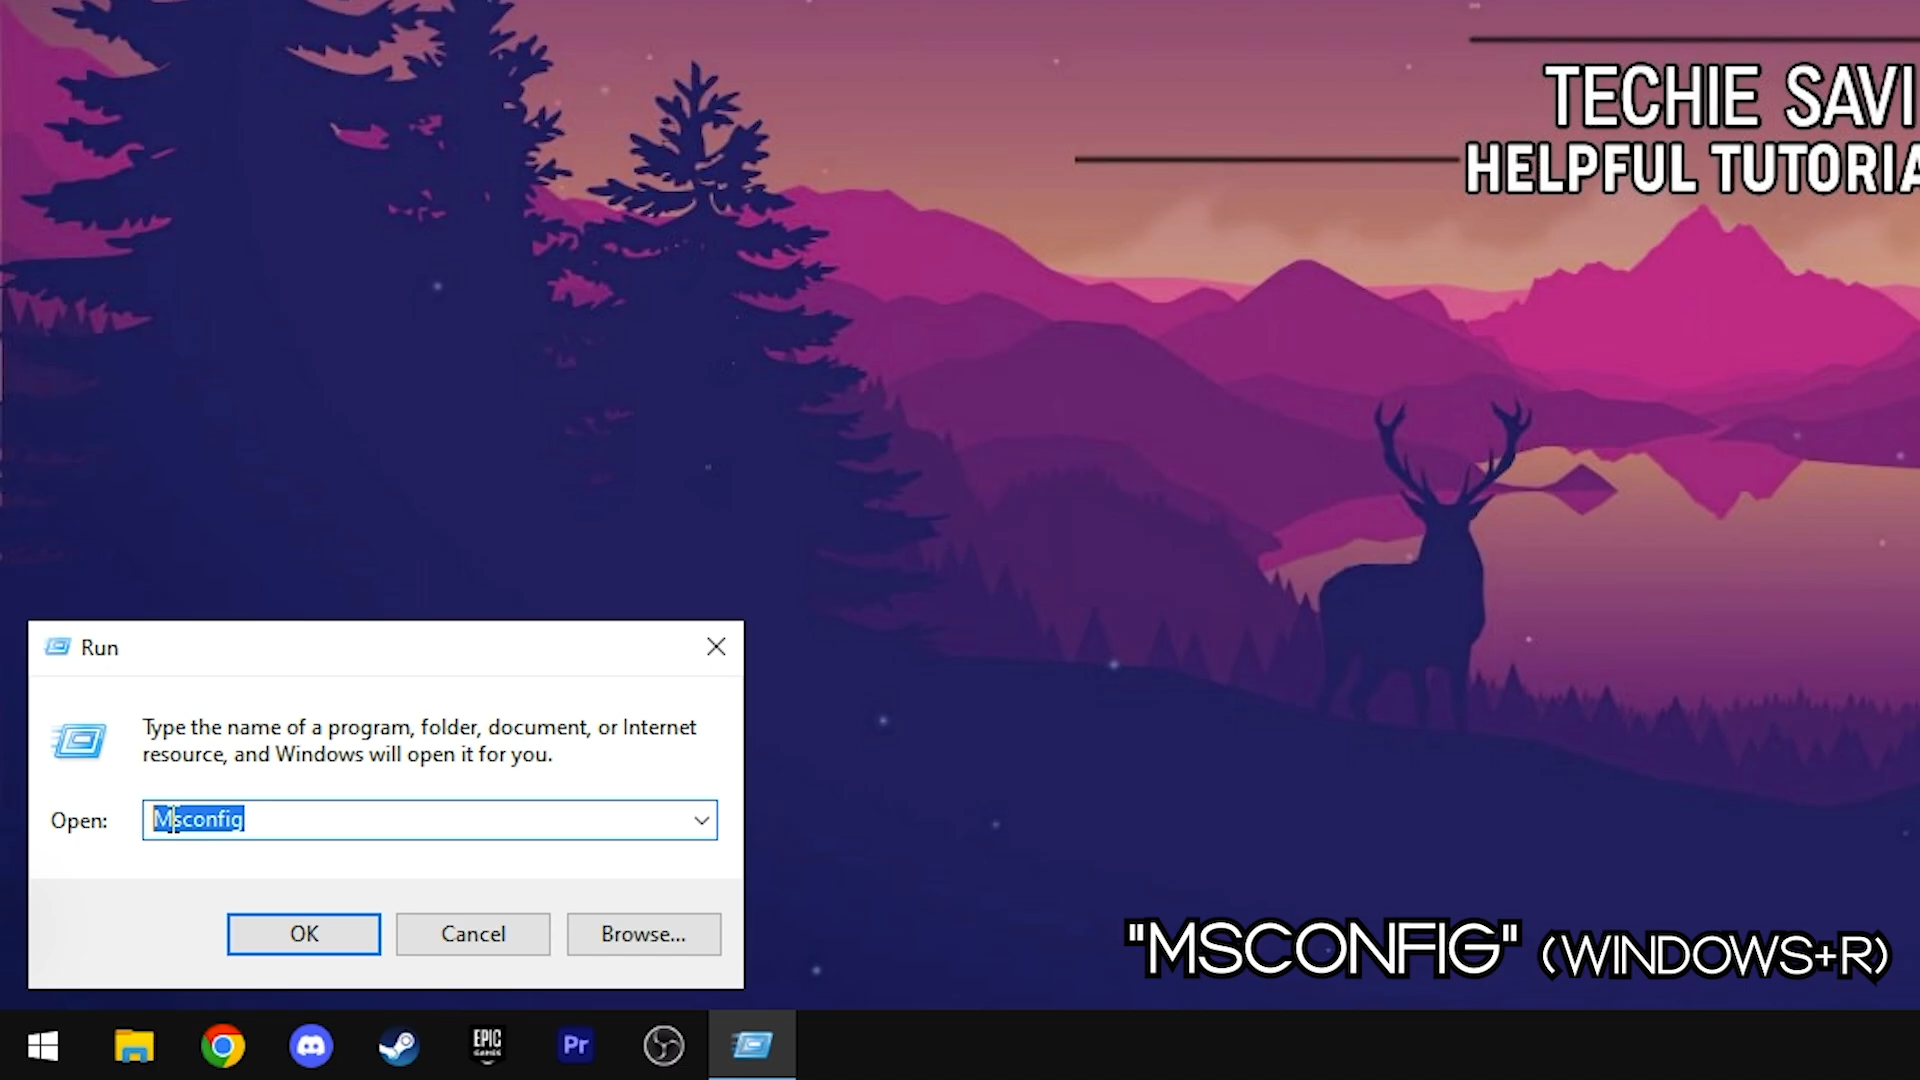 TECHIE SAVI
HELPFUL TUTORIA
Run
Type the name of a program, folder, document, or Internet
resource, and Windows will open it for you.
Open:
Msconfig
OK
Cancel
Browse...
"MSCONFIG" (WINDOWS+R)
EPIC
GAMES
Pr